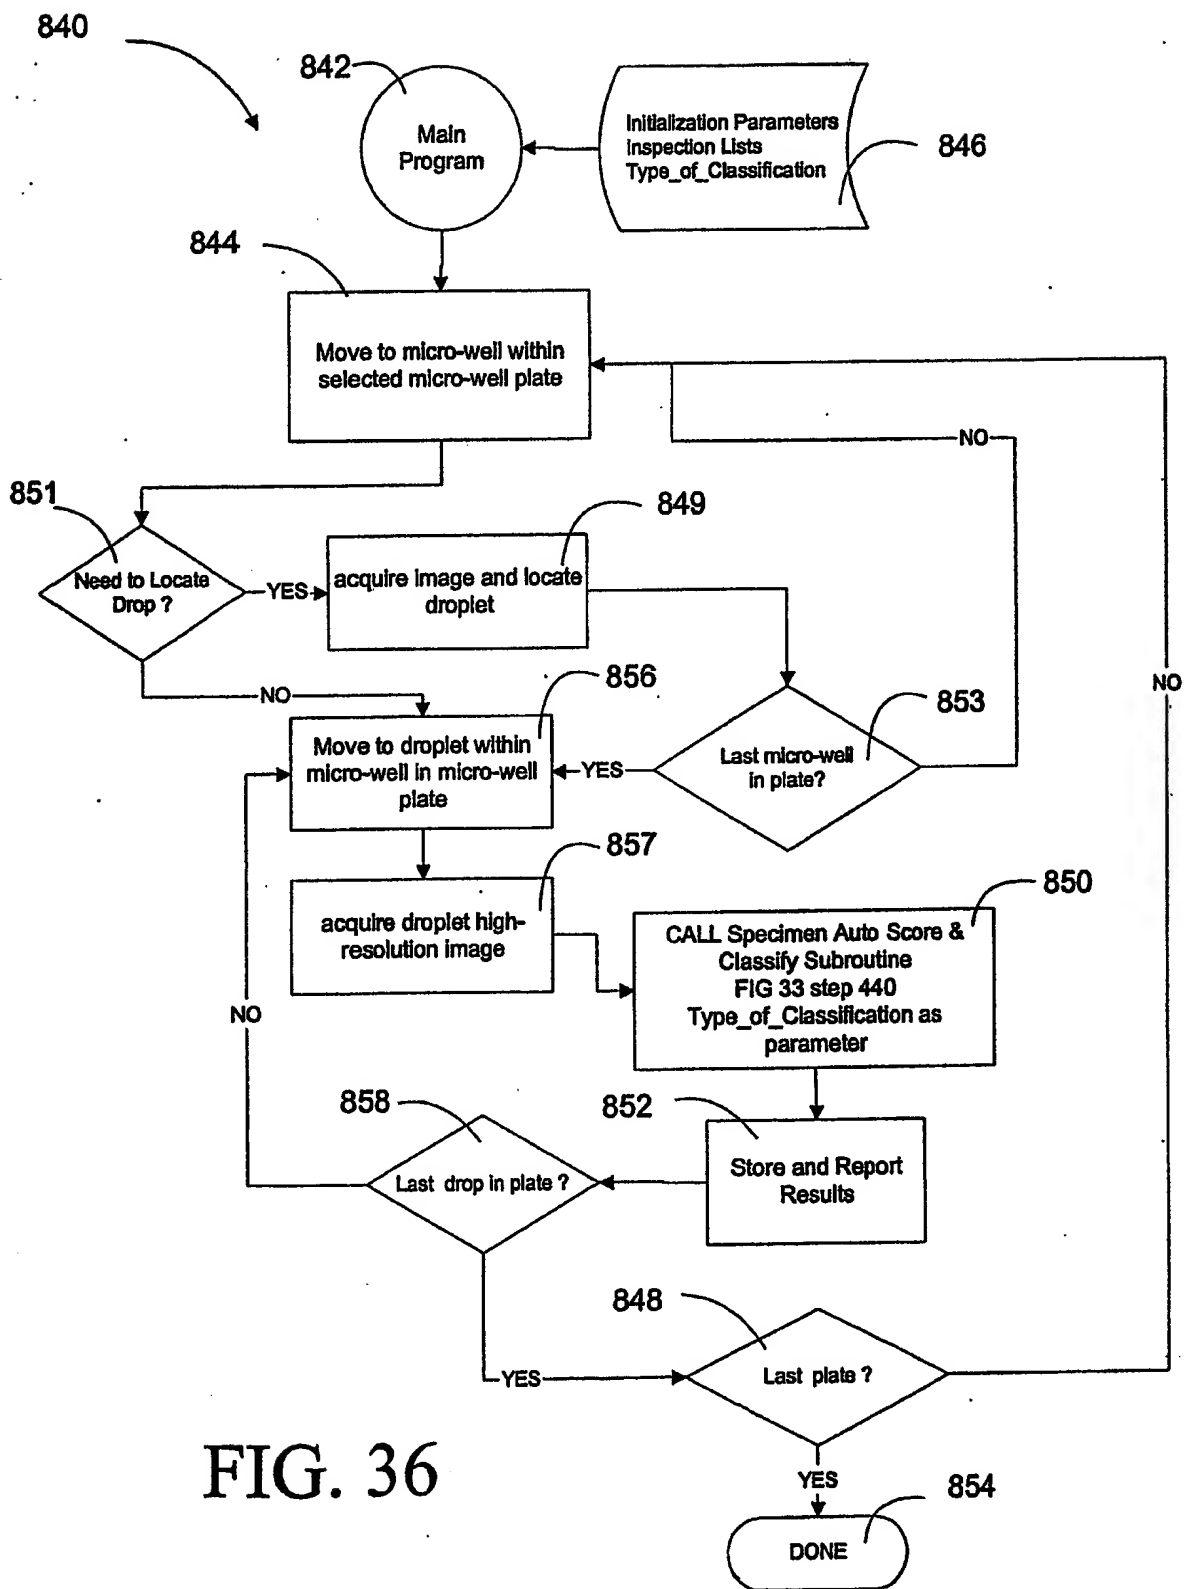 840
842
Main
Program
Initialization Parameters
Inspection Lists
Type_of_Classification
846
844
Move to micro-well within
selected micro-well plate
NO
851
Need to Locate
Drop ?
YES
acquire image and locate
droplet
849
NO
NO
856
Move to droplet within
micro-well in micro-well
plate
YES
Last micro-well
in plate?
853
857
acquire droplet high-
resolution image
850
CALL Specimen Auto Score &
Classify Subroutine
FIG 33 step 440
Type_of_Classification as
parameter
NO
858
Last drop in plate ?
852
Store and Report
Results
848
YES
Last plate ?
YES
FIG. 36
854
DONE